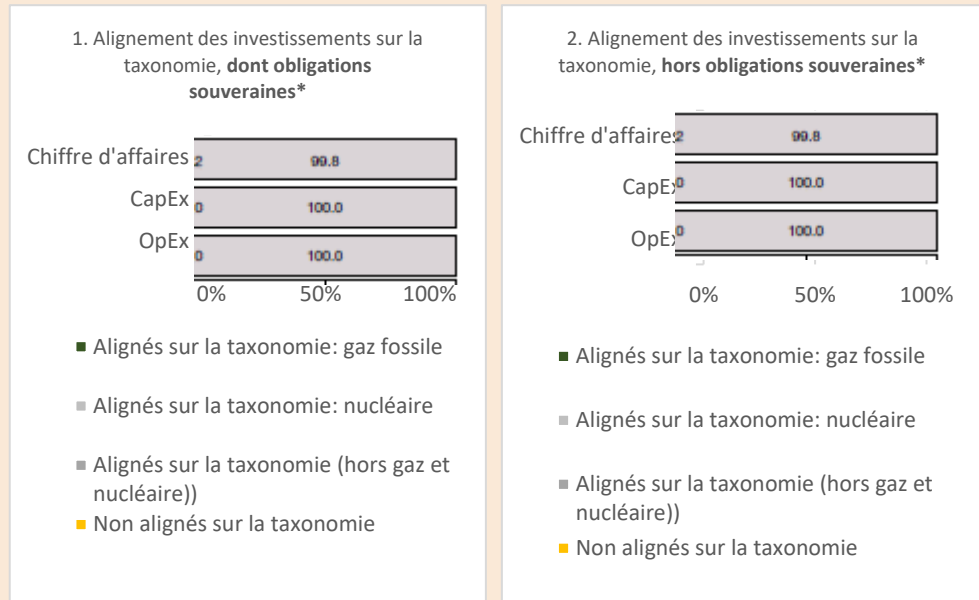 1. Alignement des investissements sur la
taxonomie, dont obligations
souveraines*
Chiffre d'affaires 2 99.8
CapEx 0 100.0
OpEx 0 100.0
0% 50% 100%
Alignés sur la taxonomie: gaz fossile
Alignés sur la taxonomie: nucléaire
Alignés sur la taxonomie (hors gaz et
nucléaire))
Non alignés sur la taxonomie
2. Alignement des investissements sur la
taxonomie, hors obligations souveraines*
Chiffre d'affaires 2 99.8
CapEx 0 100.0
OpEx 0 100.0
0% 50% 100%
Alignés sur la taxonomie: gaz fossile
Alignés sur la taxonomie: nucléaire
Alignés sur la taxonomie (hors gaz et
nucléaire))
Non alignés sur la taxonomie